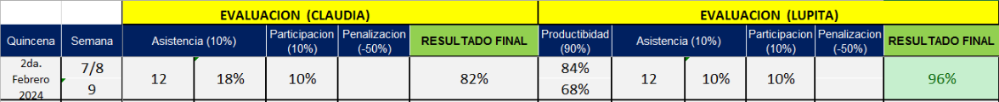 EVALUACION (CLAUDIA) EVALUACION (LUPITA)
Quincena Semana Asistencia (10%) Participacion (10%) Penalizacion (-50%) RESULTADO FINAL Productibidad (90%) Asistencia (10%) Participacion (10%) Penalizacion (-50%) RESULTADO FINAL
2da. Febrero 2024 7/8 12 18% 10% 82% 84% 12 10% 10% 96%
9 68%